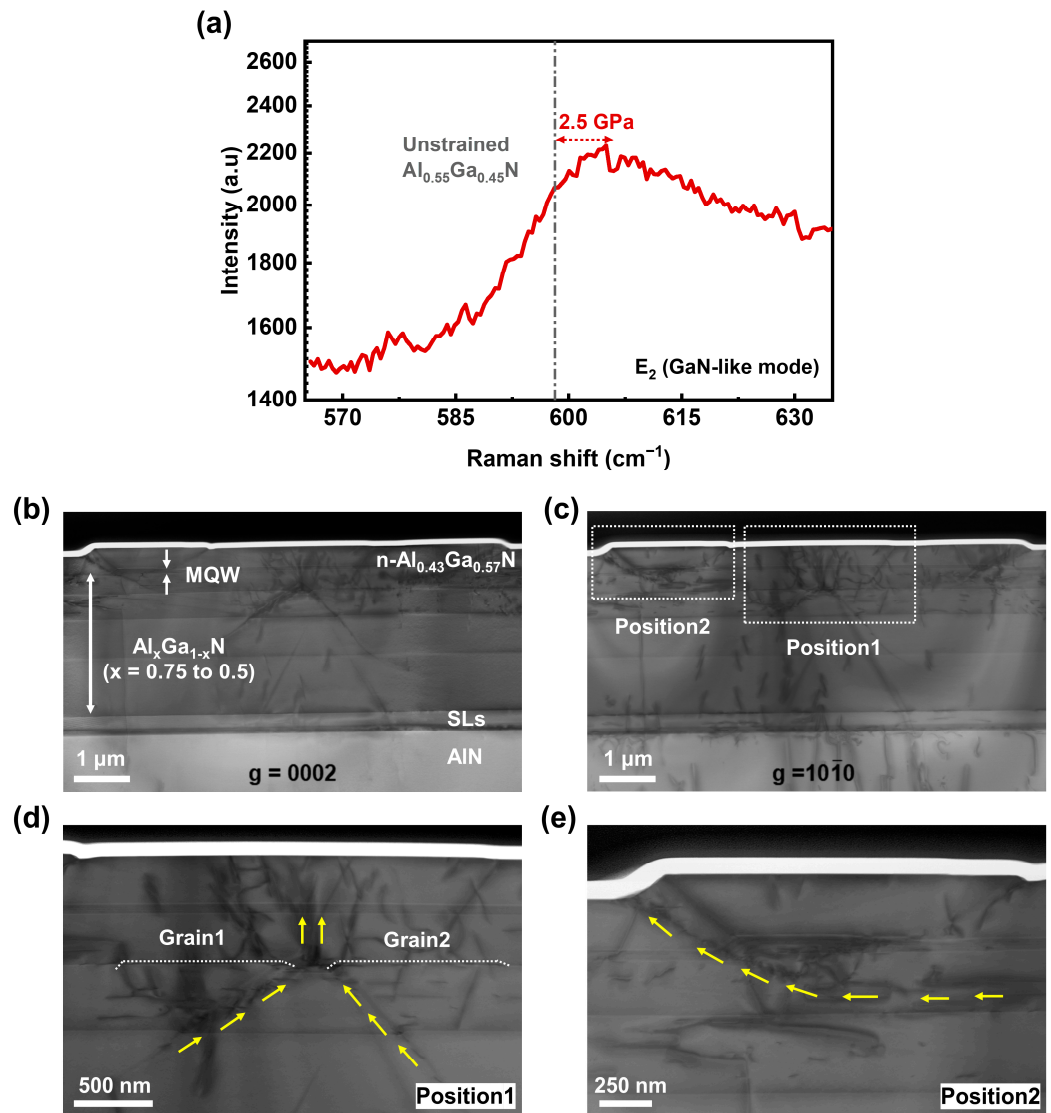 (a)
2600
2400
2200
2000
1800
1600
1400
Intensity (a.u)
2.5 GPa
Unstrained
Al₀.₅₅Ga₀.₄₅N
E₂ (GaN-like mode)
570
585
600
615
630
Raman shift (cm⁻¹)
(b)
MQW
n-Al₀.₄₃Ga₀.₅₇N
AlₓGa₁₋ₓN
(x = 0.75 to 0.5)
SLs
AlN
1 μm
g = 0002
(c)
Position2
Position1
1 μm
g =101̄0
(d)
Grain1
Grain2
500 nm
Position1
(e)
250 nm
Position2